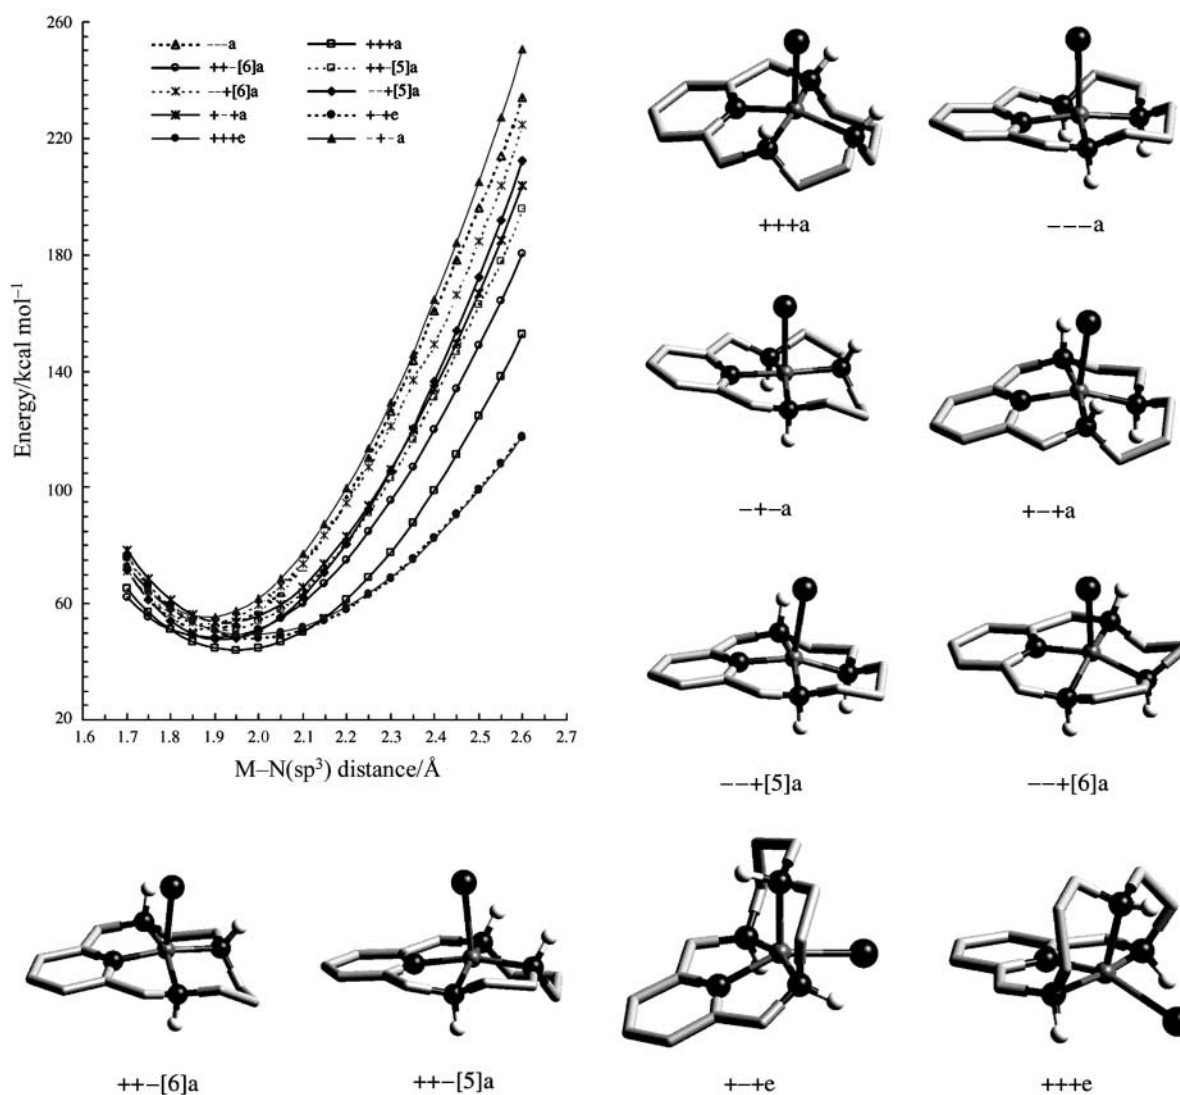 260
220
180
140
100
60
20
Energy/kcal mol⁻¹
---a
++-[6]a
--+[6]a
+-+a
+++e
+++a
++-[5]a
--+[5]a
+-+e
-+-a
1.6 1.7 1.8 1.9 2.0 2.1 2.2 2.3 2.4 2.5 2.6 2.7
M–N(sp³) distance/Å
+++a
−−−a
−+−a
+−+a
−−+[5]a
−−+[6]a
++−[6]a
++−[5]a
+−+e
+++e